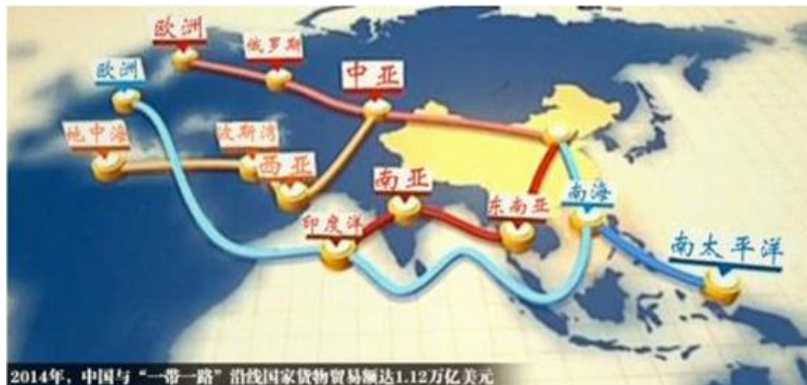 欧洲
俄罗斯
欧洲
中亚
地中海
波斯湾
西亚
南亚
印度洋
东南亚
南海
南太平洋
2014年，中国与“一带一路”沿线国家货物贸易额达1.12万亿美元